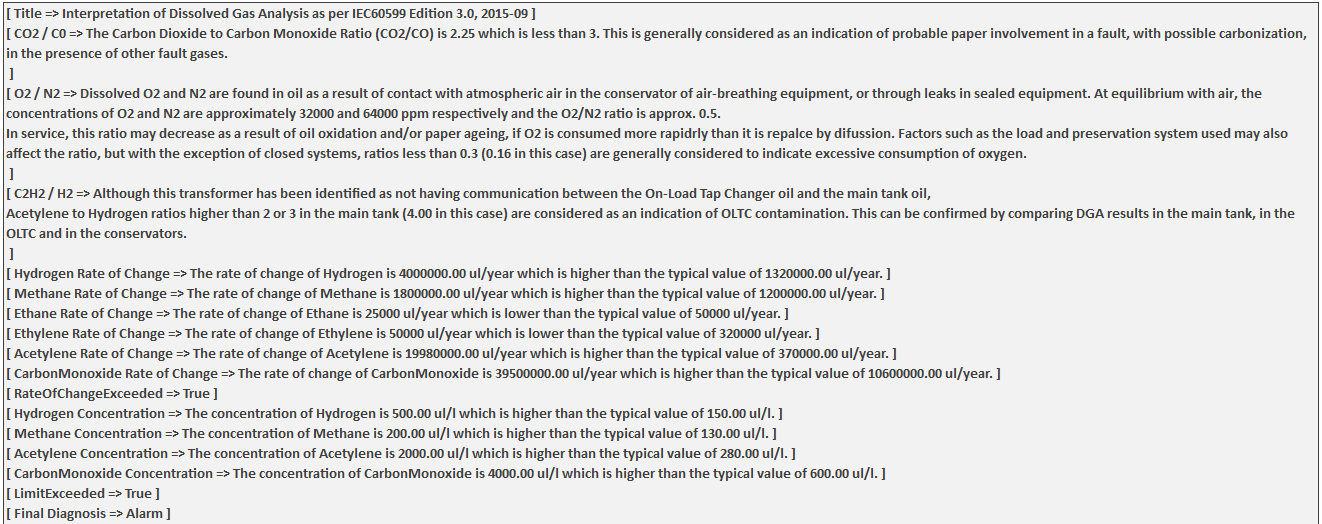 [ Title => Interpretation of Dissolved Gas Analysis as per IEC60599 Edition 3.0, 2015-09 ]
[ CO2 / C0 => The Carbon Dioxide to Carbon Monoxide Ratio (CO2/CO) is 2.25 which is less than 3. This is generally considered as an indication of probable paper involvement in a fault, with possible carbonization,
in the presence of other fault gases.
]
[ O2 / N2 => Dissolved O2 and N2 are found in oil as a result of contact with atmospheric air in the conservator of air-breathing equipment, or through leaks in sealed equipment. At equilibrium with air, the
concentrations of O2 and N2 are approximately 32000 and 64000 ppm respectively and the O2/N2 ratio is approx. 0.5.
In service, this ratio may decrease as a result of oil oxidation and/or paper ageing, if O2 is consumed more rapidrly than it is repalce by difussion. Factors such as the load and preservation system used may also
affect the ratio, but with the exception of closed systems, ratios less than 0.3 (0.16 in this case) are generally considered to indicate excessive consumption of oxygen.
]
[ C2H2 / H2 => Although this transformer has been identified as not having communication between the On-Load Tap Changer oil and the main tank oil,
Acetylene to Hydrogen ratios higher than 2 or 3 in the main tank (4.00 in this case) are considered as an indication of OLTC contamination. This can be confirmed by comparing DGA results in the main tank, in the
OLTC and in the conservators.
]
[ Hydrogen Rate of Change => The rate of change of Hydrogen is 4000000.00 ul/year which is higher than the typical value of 1320000.00 ul/year. ]
[ Methane Rate of Change => The rate of change of Methane is 1800000.00 ul/year which is higher than the typical value of 1200000.00 ul/year. ]
[ Ethane Rate of Change => The rate of change of Ethane is 25000 ul/year which is lower than the typical value of 50000 ul/year. ]
[ Ethylene Rate of Change => The rate of change of Ethylene is 50000 ul/year which is lower than the typical value of 320000 ul/year. ]
[ Acetylene Rate of Change => The rate of change of Acetylene is 19980000.00 ul/year which is higher than the typical value of 370000.00 ul/year. ]
[ CarbonMonoxide Rate of Change => The rate of change of CarbonMonoxide is 39500000.00 ul/year which is higher than the typical value of 10600000.00 ul/year. ]
[ RateOfChangeExceeded => True ]
[ Hydrogen Concentration => The concentration of Hydrogen is 500.00 ul/l which is higher than the typical value of 150.00 ul/l. ]
[ Methane Concentration => The concentration of Methane is 200.00 ul/l which is higher than the typical value of 130.00 ul/l. ]
[ Acetylene Concentration => The concentration of Acetylene is 2000.00 ul/l which is higher than the typical value of 280.00 ul/l. ]
[ CarbonMonoxide Concentration => The concentration of CarbonMonoxide is 4000.00 ul/l which is higher than the typical value of 600.00 ul/l. ]
[ LimitExceeded => True ]
[ Final Diagnosis => Alarm ]